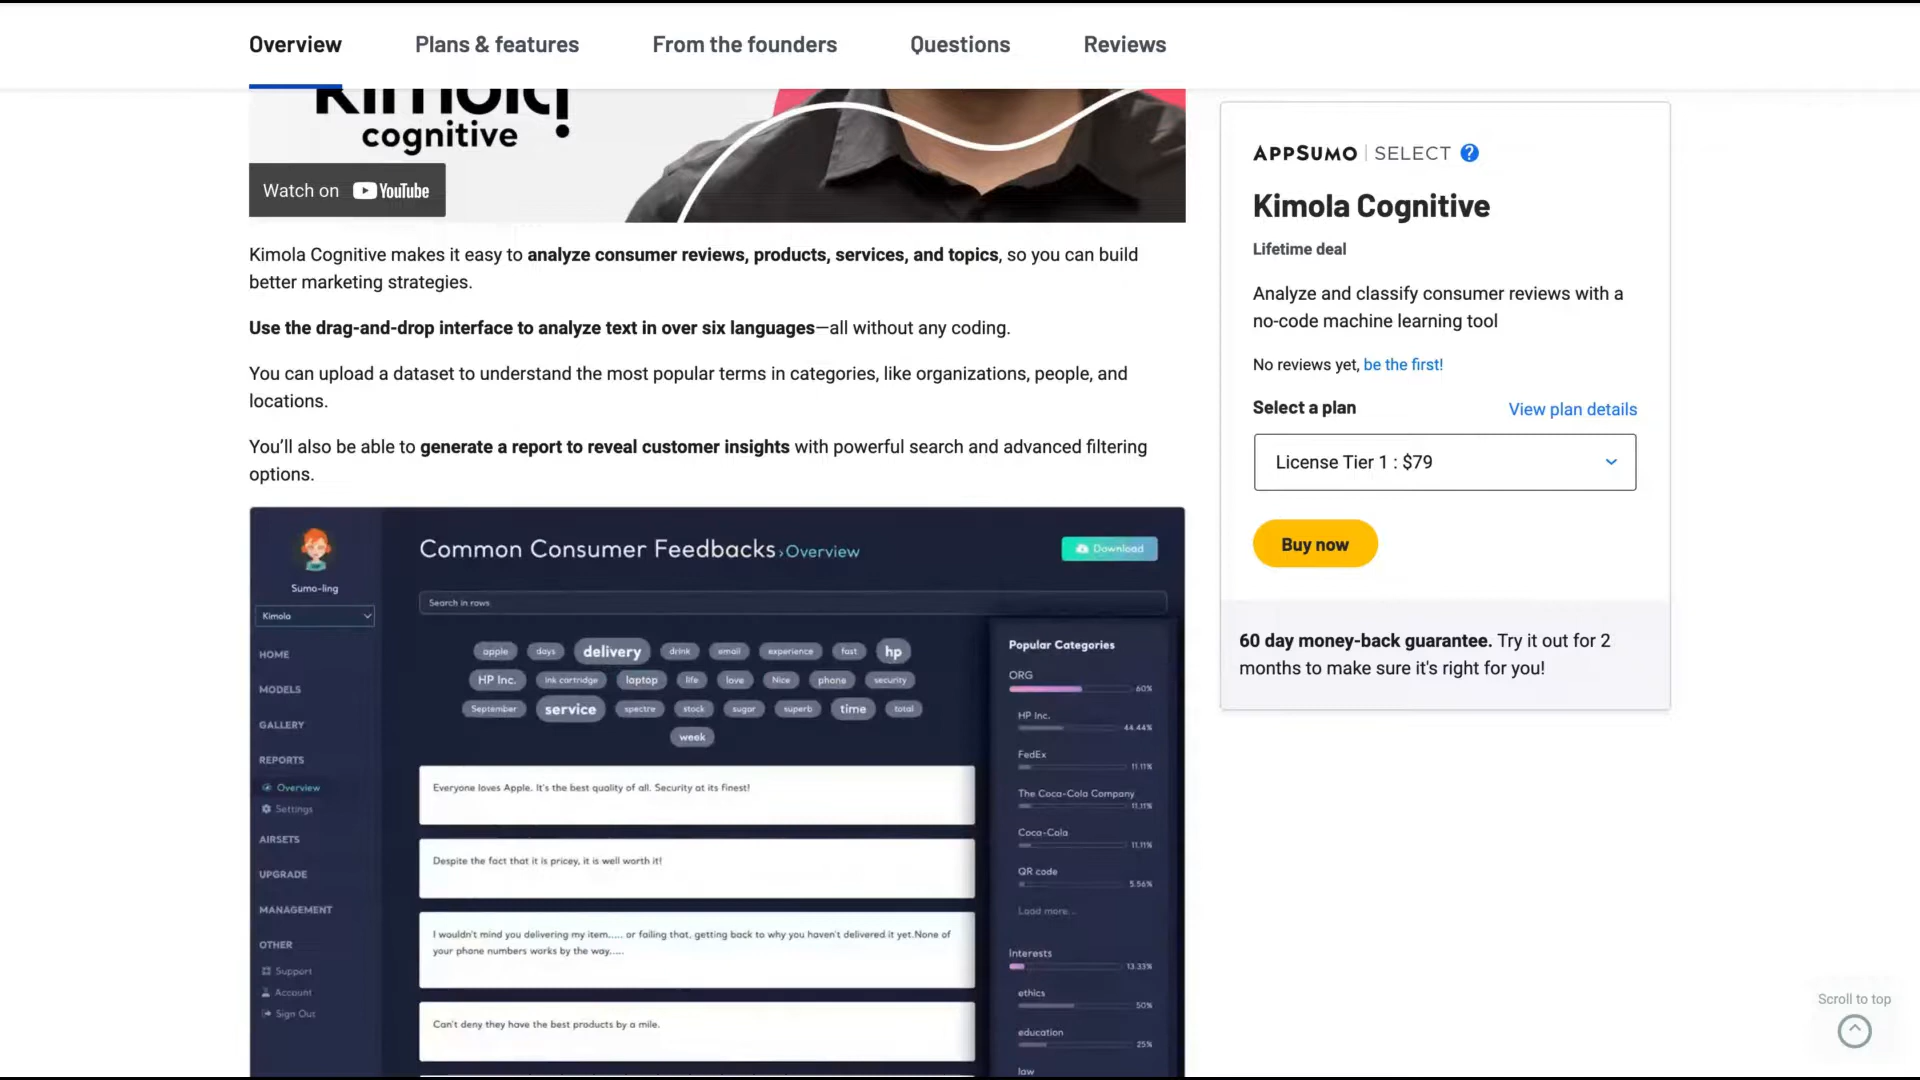 Overview
Plans & features
From the founders
Questions
Reviews
cognitive
Watch on YouTube
Kimola Cognitive makes it easy to analyze consumer reviews, products, services, and topics, so you can build
better marketing strategies.
Use the drag-and-drop interface to analyze text in over six languages—all without any coding.
You can upload a dataset to understand the most popular terms in categories, like organizations, people, and
locations.
You'll also be able to generate a report to reveal customer insights with powerful search and advanced filtering
options.
Sumo-ling
Kimola
HOME
MODELS
GALLERY
REPORTS
Overview
Settings
AIRSETS
UPGRADE
MANAGEMENT
OTHER
Support
Account
Sign Out
Common Consumer Feedbacks › Overview
Download
Search in rows
apple days delivery drink email experience fast hp
HP Inc. ink cartridge laptop life love Nice phone security
September service spectre stock sugar superb time total
week
Everyone loves Apple. It's the best quality of all. Security at its finest!
Despite the fact that it is pricey, it is well worth it!
I wouldn't mind you delivering my item..... or failing that, getting back to why you haven't delivered it yet.None of
your phone numbers works by the way.....
Can't deny they have the best products by a mile.
Popular Categories
ORG
60%
HP Inc.
44.44%
FedEx
11.11%
The Coca-Cola Company
11.11%
Coca-Cola
11.11%
QR code
5.56%
Load more...
Interests
13.33%
ethics
50%
education
25%
law
APPSUMO | SELECT ?
Kimola Cognitive
Lifetime deal
Analyze and classify consumer reviews with a
no-code machine learning tool
No reviews yet, be the first!
Select a plan
View plan details
License Tier 1 : $79
Buy now
60 day money-back guarantee. Try it out for 2
months to make sure it's right for you!
Scroll to top